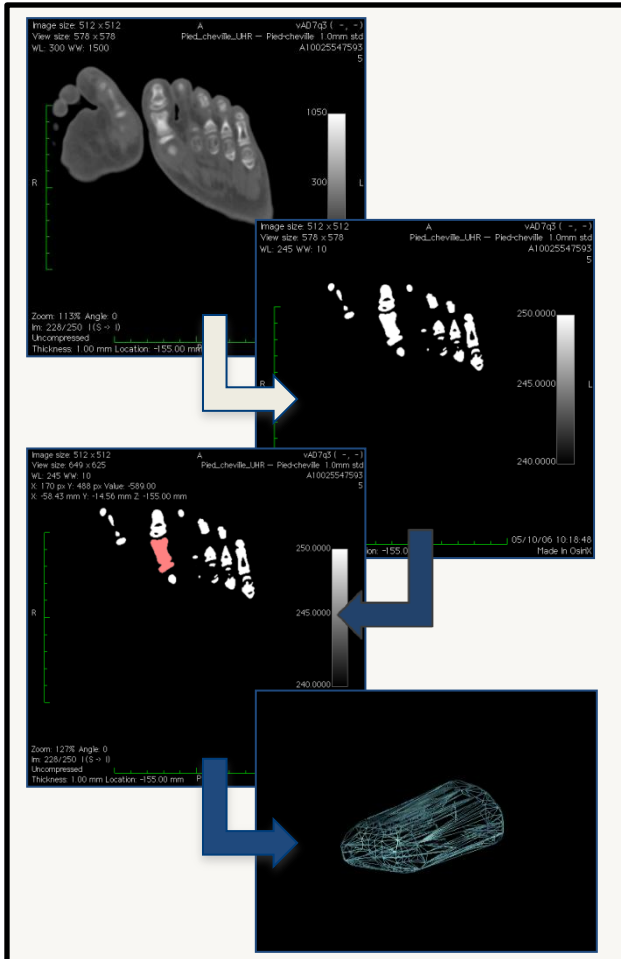 Image size: 512 x 512 A vAD7q3 ( -, -)
View size: 578 x 578 Pied_cheville_UHR — Pied-cheville 1.0mm std
WL: 300 WW: 1500 A10025547593
5
1050
R 300 L
Zoom: 113% Angle: 0
Im: 228/250 I (S -> I)
Uncompressed
Thickness: 1.00 mm Location: -155.00 mm
Image size: 512 x 512 A vAD7q3 ( -, -)
View size: 578 x 578 Pied_cheville_UHR — Pied-cheville 1.0mm std
WL: 245 WW: 10 A10025547593
5
250.0000
R 245.0000 L
240.0000
05/10/06 10:18:48
-155.0 Made In OsiriX
Image size: 512 x 512 A vAD7q3 ( -, -)
View size: 649 x 625 Pied_cheville_UHR — Pied-cheville 1.0mm std
WL: 245 WW: 10 A10025547593
X: 170 px Y: 488 px Value: -589.00 5
X: -58.43 mm Y: -14.56 mm Z: -155.00 mm
250.0000
R 245.0000
240.0000
Zoom: 127% Angle: 0
Im: 228/250 I (S -> I)
Uncompressed
Thickness: 1.00 mm Location: -155.00 mm P